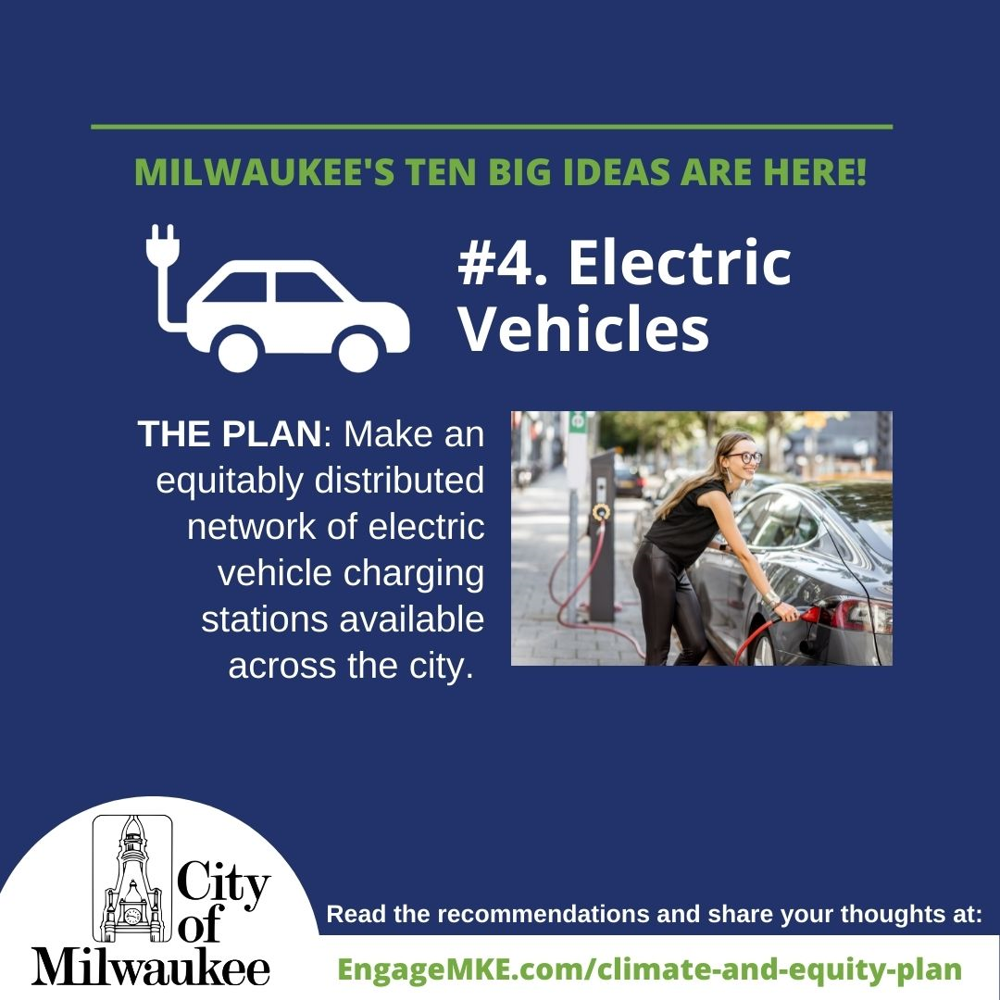 MILWAUKEE'S TEN BIG IDEAS ARE HERE!
#4. Electric
Vehicles
THE PLAN: Make an
equitably distributed
network of electric
vehicle charging
stations available
across the city.
City
of
Milwaukee
Read the recommendations and share your thoughts at:
EngageMKE.com/climate-and-equity-plan